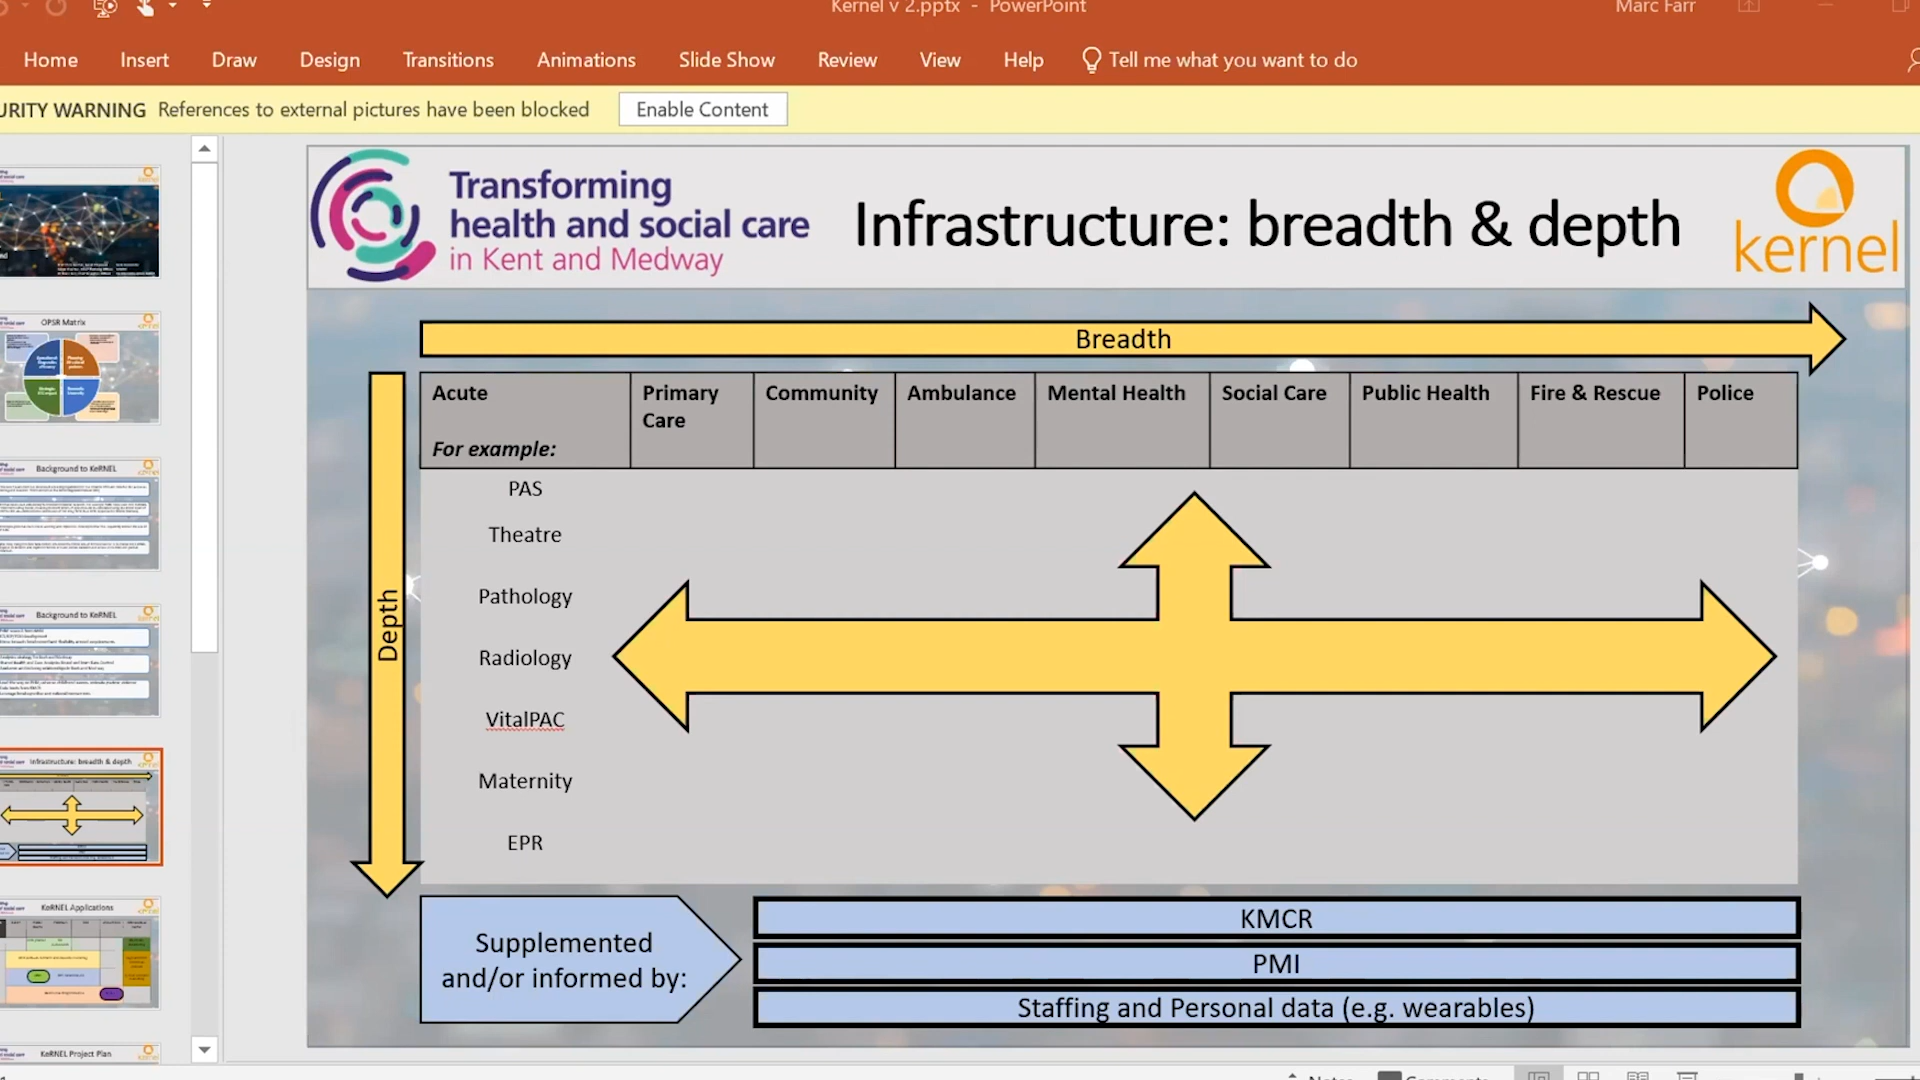 Kernel v 2.pptx - PowerPoint
Marc Farr
Home Insert Draw Design Transitions Animations Slide Show Review View Help Tell me what you want to do
URITY WARNING References to external pictures have been blocked Enable Content
OPSR Matrix
Background to KeRNEL
Background to KeRNEL
Infrastructure: breadth & depth
KeRNEL Applications
KeRNEL Project Plan
Transforming
health and social care
in Kent and Medway
Infrastructure: breadth & depth
kernel
Breadth
Depth
Acute
For example:
Primary
Care
Community
Ambulance
Mental Health
Social Care
Public Health
Fire & Rescue
Police
PAS
Theatre
Pathology
Radiology
VitalPAC
Maternity
EPR
Supplemented
and/or informed by:
KMCR
PMI
Staffing and Personal data (e.g. wearables)
Notes Comments